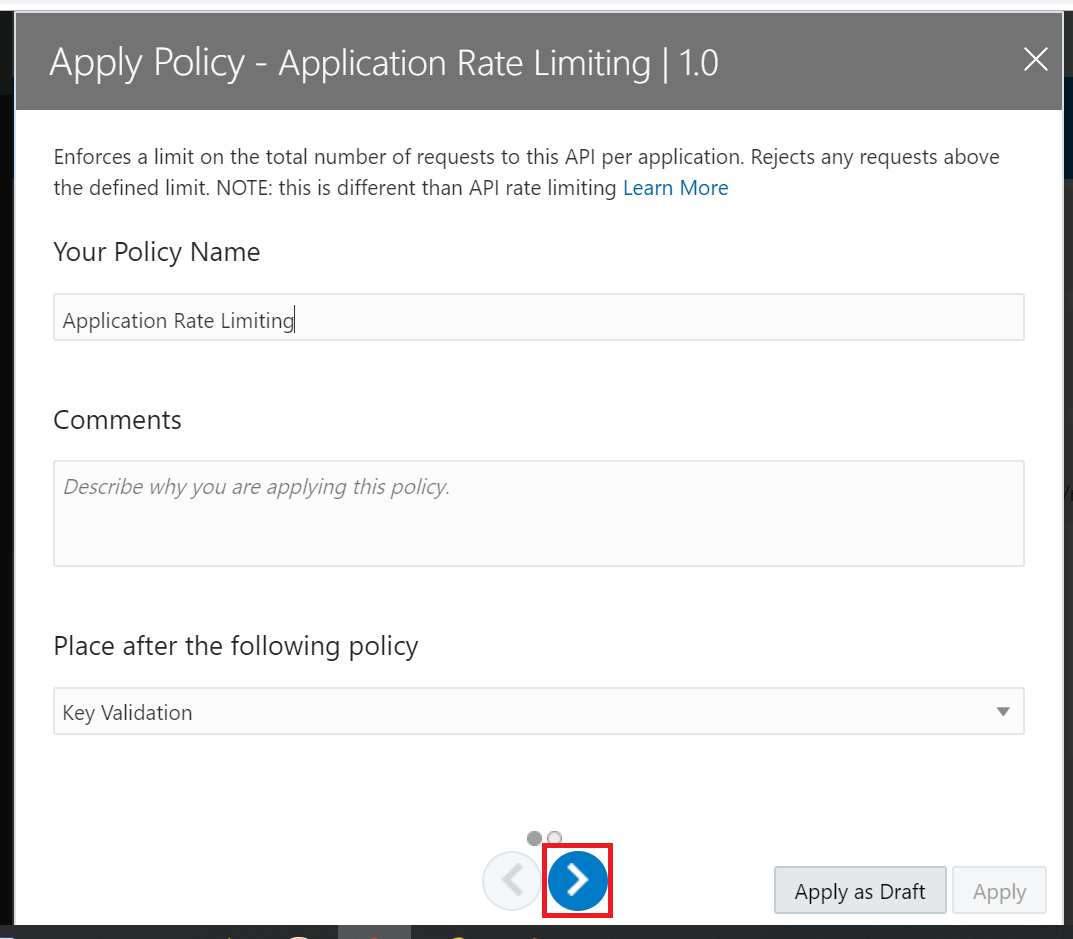 Apply Policy - Application Rate Limiting | 1.0
Enforces a limit on the total number of requests to this API per application. Rejects any requests above
the defined limit. NOTE: this is different than API rate limiting Learn More
Your Policy Name
Application Rate Limiting
Comments
Describe why you are applying this policy.
Place after the following policy
Key Validation
Apply as Draft
Apply